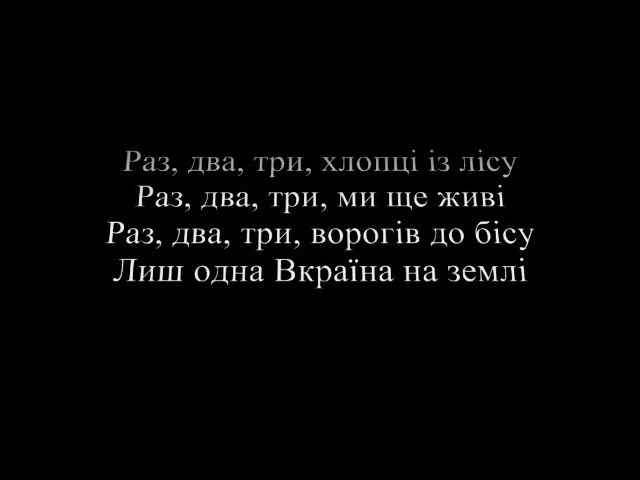 Раз, два, три, хлопці із лісу
Раз, два, три, ми ще живі
Раз, два, три, ворогів до бісу
Лиш одна Вкраїна на землі